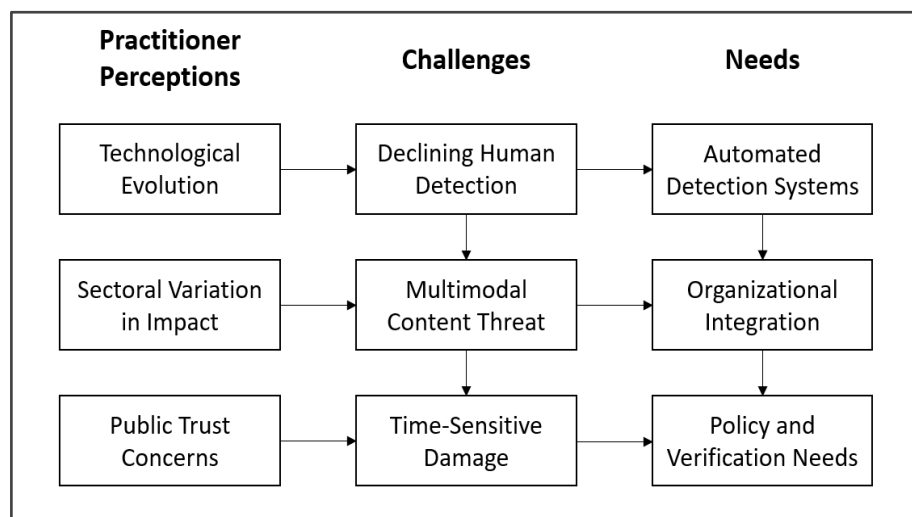 Practitioner
Perceptions
Challenges
Needs
Technological
Evolution
Declining Human
Detection
Automated
Detection Systems
Sectoral Variation
in Impact
Multimodal
Content Threat
Organizational
Integration
Public Trust
Concerns
Time-Sensitive
Damage
Policy and
Verification Needs